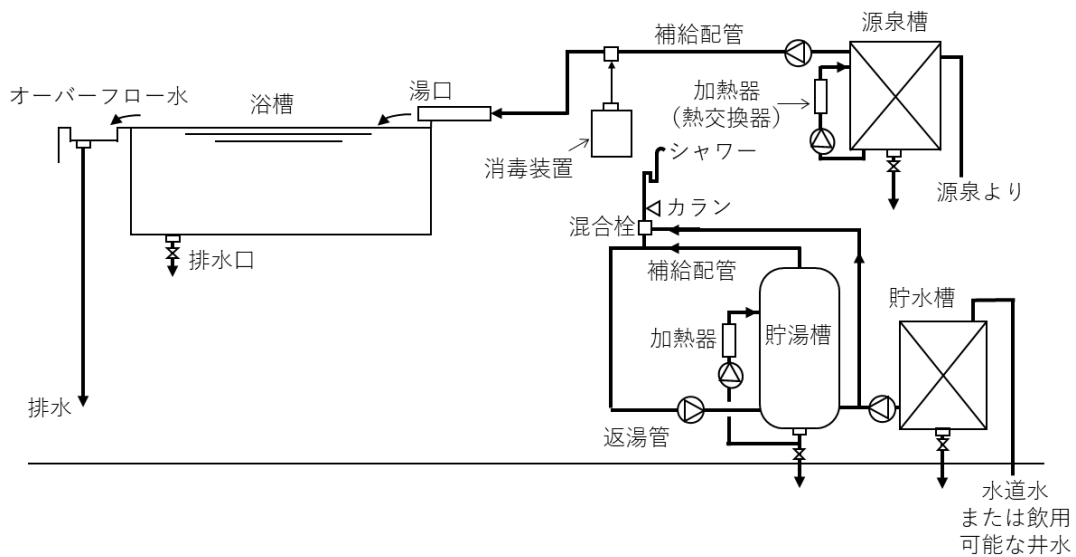 源泉槽
補給配管
オーバーフロー水
浴槽
湯口
加熱器
（熱交換器）
消毒装置
シャワー
源泉より
カラン
混合栓
排水口
補給配管
貯水槽
加熱器
貯湯槽
排水
返湯管
水道水
または飲用
可能な井水